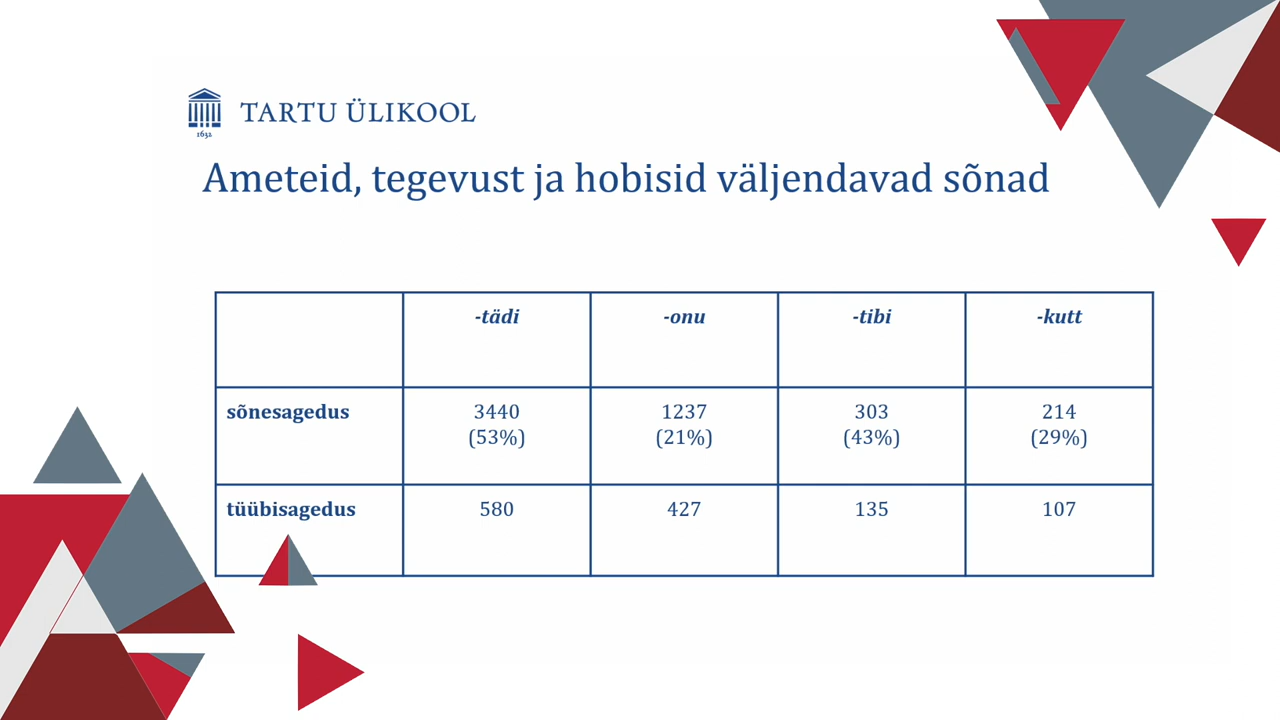 TARTU ÜLIKOOL
1632
Ameteid, tegevust ja hobisid väljendavad sõnad
-tädi -onu -tibi -kutt
sõnesagedus 3440 1237 303 214
(53%) (21%) (43%) (29%)
tüübisagedus 580 427 135 107